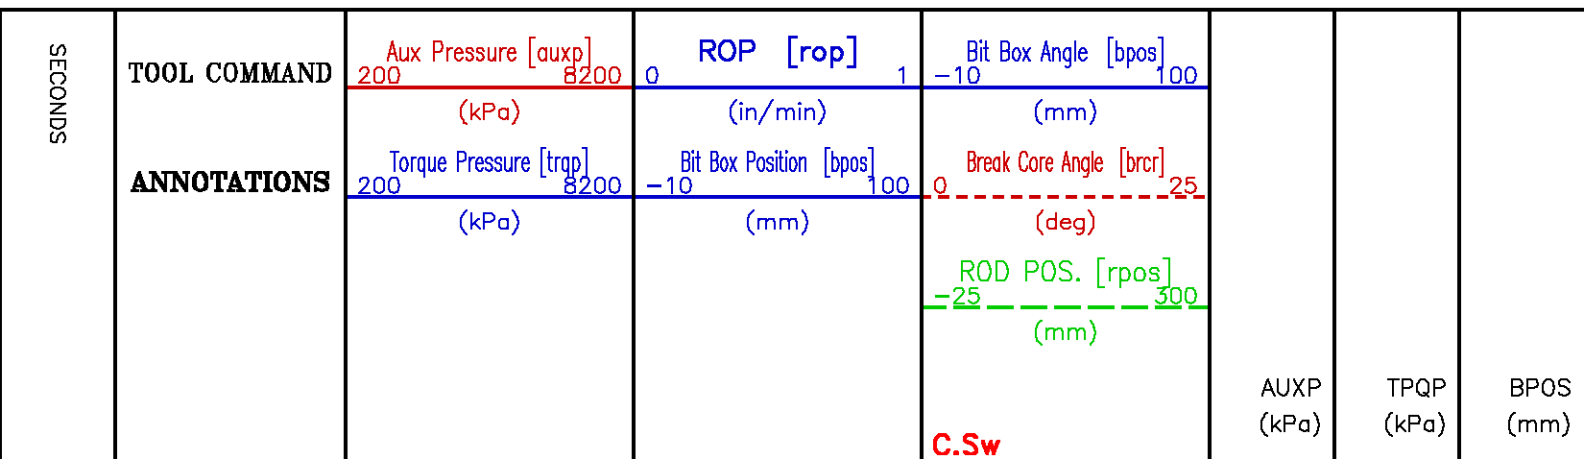 SECONDS
TOOL COMMAND
ANNOTATIONS
Aux Pressure [auxp]
200 8200
(kPa)
Torque Pressure [trqp]
200 8200
(kPa)
ROP [rop]
0 1
(in/min)
Bit Box Position [bpos]
-10 100
(mm)
Bit Box Angle [bpos]
-10 100
(mm)
Break Core Angle [brcr]
0 25
(deg)
ROD POS. [rpos]
-25 300
(mm)
C.Sw
AUXP
(kPa)
TPQP
(kPa)
BPOS
(mm)